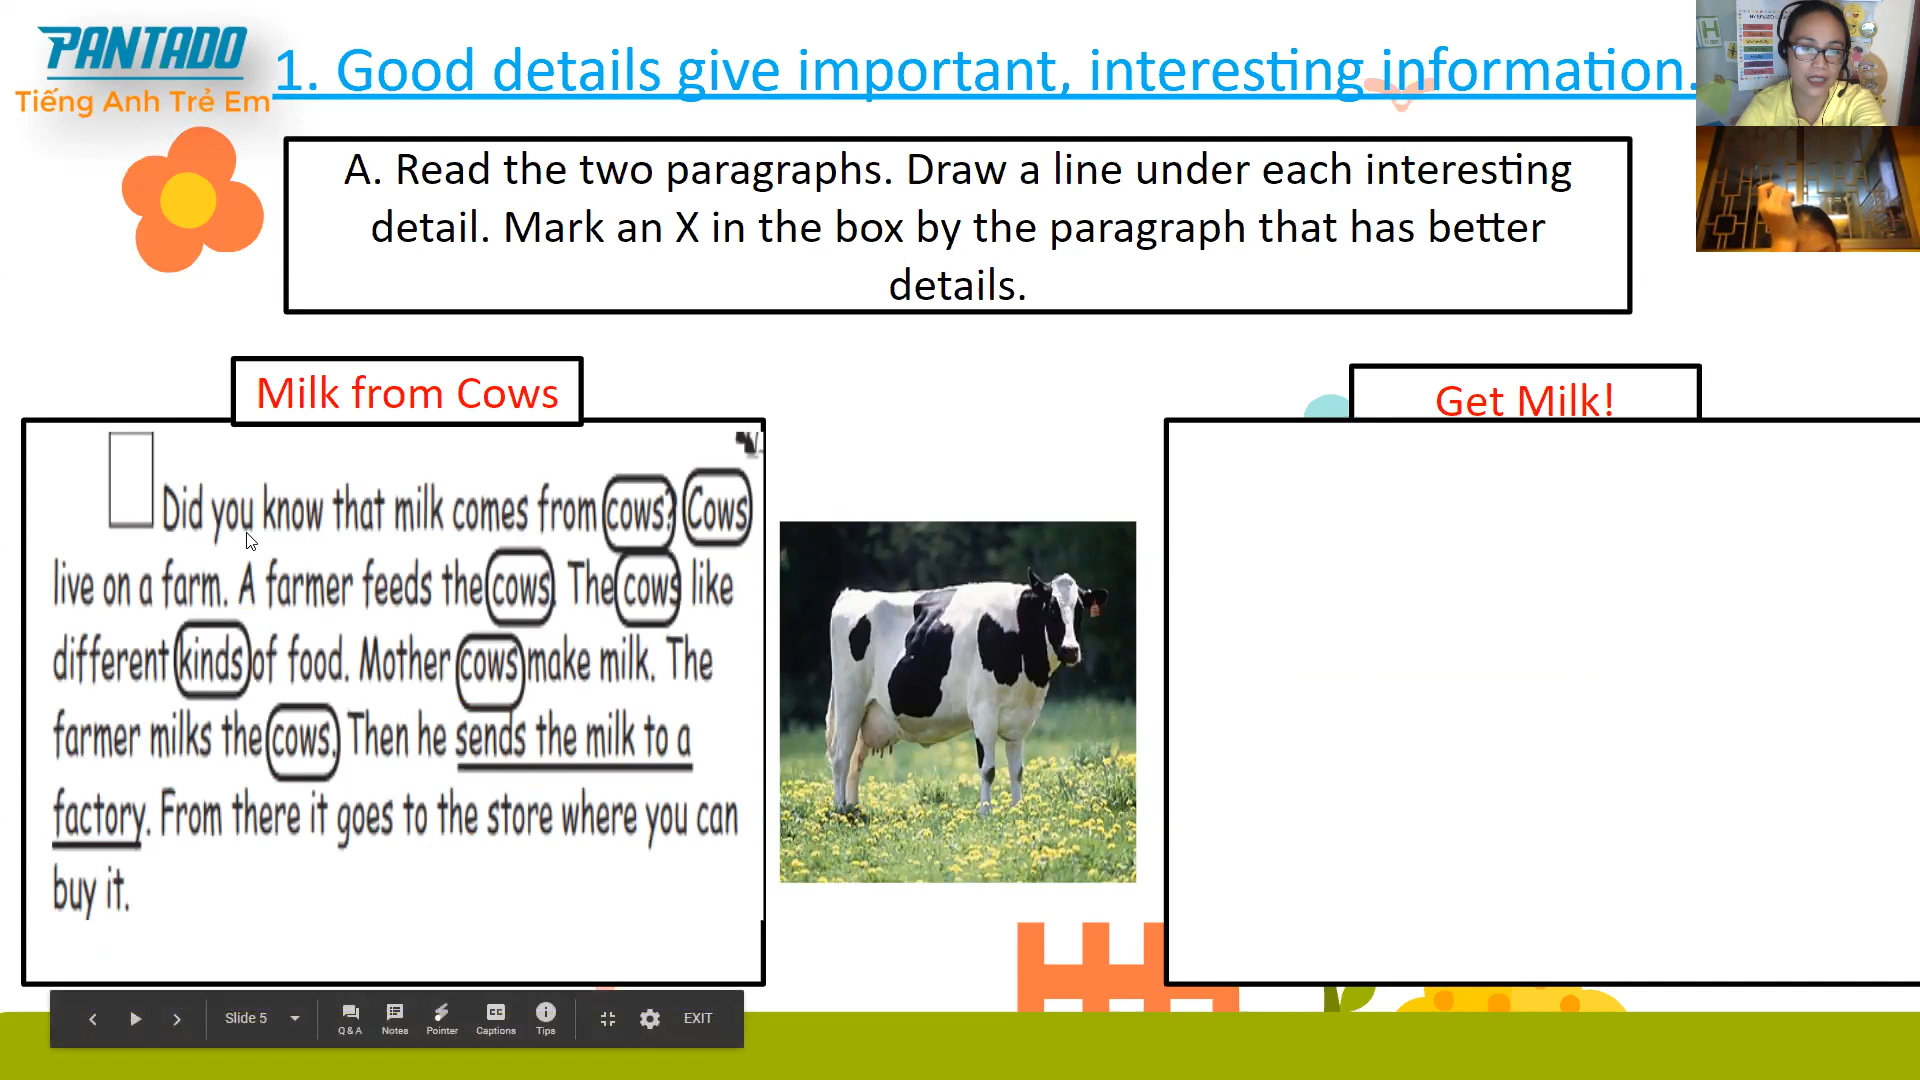 PANTADO
Tiếng Anh Trẻ Em
1. Good details give important, interesting information.
A. Read the two paragraphs. Draw a line under each interesting
detail. Mark an X in the box by the paragraph that has better
details.
Milk from Cows
Get Milk!
Did you know that milk comes from cows? Cows
live on a farm. A farmer feeds the cows. The cows like
different kinds of food. Mother cows make milk. The
farmer milks the cows. Then he sends the milk to a
factory. From there it goes to the store where you can
buy it.
Slide 5
Q & A
Notes
Pointer
Captions
Tips
EXIT